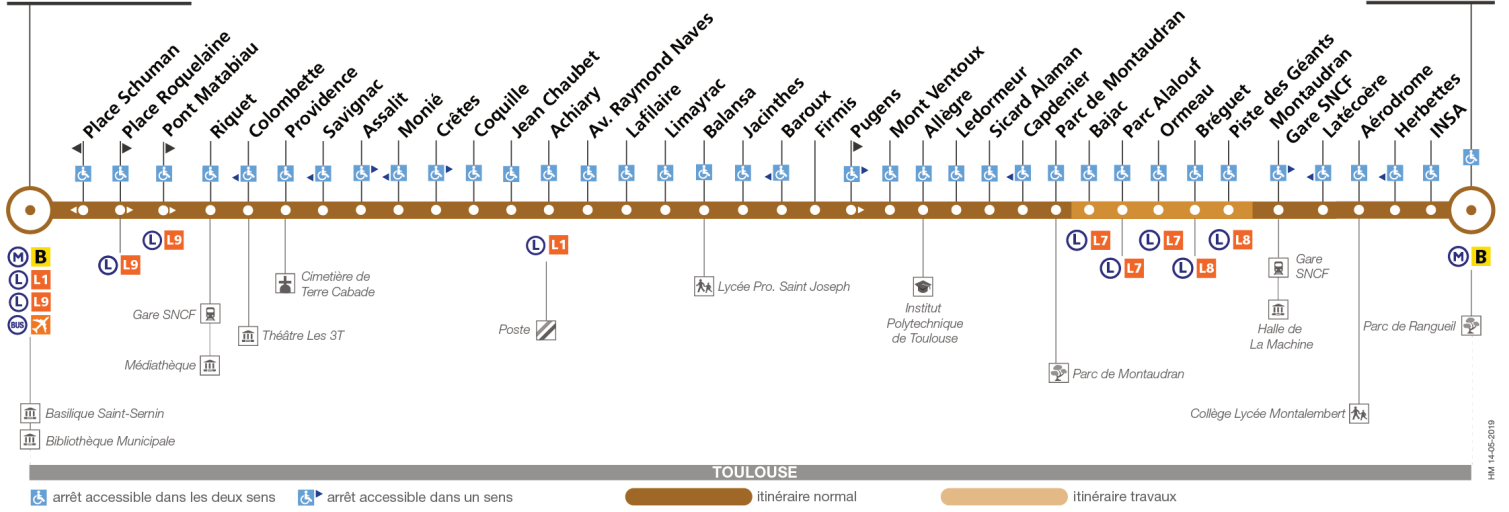 Place Schuman
Place Roquelaine
Pont Matabiau
Riquet
Colombette
Providence
Savignac
Assalit
Monié
Crêtes
Coquille
Jean Chaubet
Achiary
Av. Raymond Naves
Lafilaire
Limayrac
Balansa
Jacinthes
Baroux
Firmis
Pugens
Mont Ventoux
Allègre
Ledormeur
Sicard Alaman
Capdenier
Parc de Montaudran
Bajac
Parc Alalouf
Ormeau
Bréguet
Piste des Géants
Montaudran
Gare SNCF
Latécoère
Aérodrome
Herbettes
INSA
M B
L L1
L L9
BUS
L L9
L L9
L L1
L L7
L L7
L L7
L L8
L L8
M B
Gare SNCF
Médiathèque
Théâtre Les 3T
Cimetière de
Terre Cabade
Poste
Lycée Pro. Saint Joseph
Institut
Polytechnique
de Toulouse
Parc de Montaudran
Gare
SNCF
Halle de
La Machine
Collège Lycée Montalembert
Parc de Rangueil
Basilique Saint-Sernin
Bibliothèque Municipale
TOULOUSE
arrêt accessible dans les deux sens
arrêt accessible dans un sens
itinéraire normal
itinéraire travaux
HM 14-05-2019